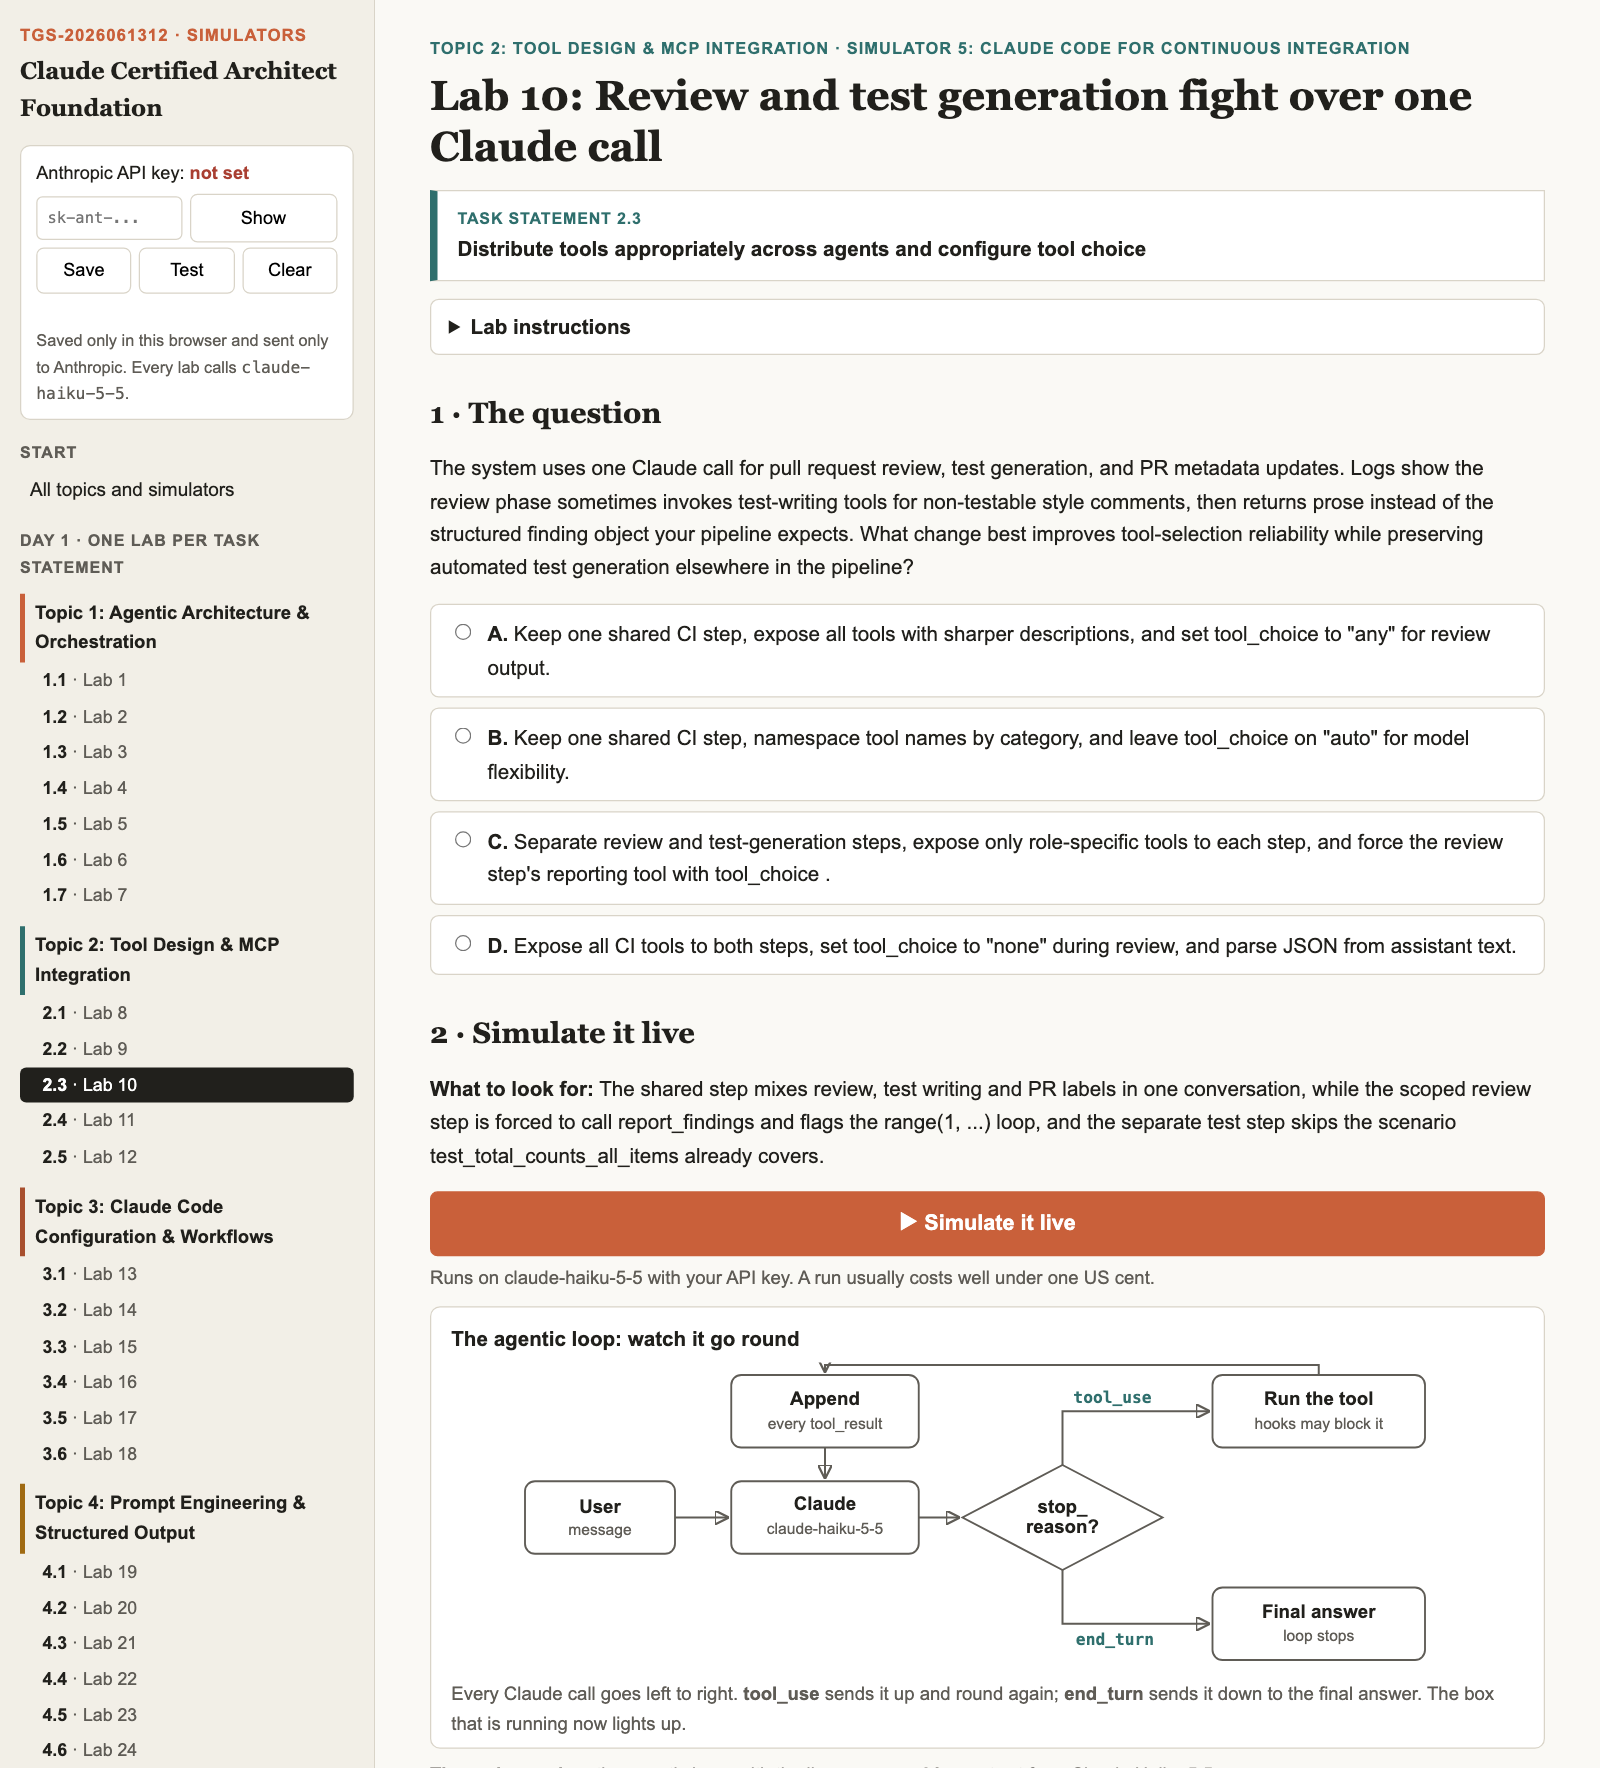 TGS-2026061312 · SIMULATORS
Claude Certified Architect
Foundation
Anthropic API key: not set
sk-ant-...
Show
Save
Test
Clear
Saved only in this browser and sent only
to Anthropic. Every lab calls claude-
haiku-5-5.
START
All topics and simulators
DAY 1 · ONE LAB PER TASK
STATEMENT
Topic 1: Agentic Architecture &
Orchestration
1.1 · Lab 1
1.2 · Lab 2
1.3 · Lab 3
1.4 · Lab 4
1.5 · Lab 5
1.6 · Lab 6
1.7 · Lab 7
Topic 2: Tool Design & MCP
Integration
2.1 · Lab 8
2.2 · Lab 9
2.3 · Lab 10
2.4 · Lab 11
2.5 · Lab 12
Topic 3: Claude Code
Configuration & Workflows
3.1 · Lab 13
3.2 · Lab 14
3.3 · Lab 15
3.4 · Lab 16
3.5 · Lab 17
3.6 · Lab 18
Topic 4: Prompt Engineering &
Structured Output
4.1 · Lab 19
4.2 · Lab 20
4.3 · Lab 21
4.4 · Lab 22
4.5 · Lab 23
4.6 · Lab 24
TOPIC 2: TOOL DESIGN & MCP INTEGRATION · SIMULATOR 5: CLAUDE CODE FOR CONTINUOUS INTEGRATION
Lab 10: Review and test generation fight over one
Claude call
TASK STATEMENT 2.3
Distribute tools appropriately across agents and configure tool choice
▶ Lab instructions
1 · The question
The system uses one Claude call for pull request review, test generation, and PR metadata updates. Logs show the
review phase sometimes invokes test-writing tools for non-testable style comments, then returns prose instead of the
structured finding object your pipeline expects. What change best improves tool-selection reliability while preserving
automated test generation elsewhere in the pipeline?
A. Keep one shared CI step, expose all tools with sharper descriptions, and set tool_choice to "any" for review
output.
B. Keep one shared CI step, namespace tool names by category, and leave tool_choice on "auto" for model
flexibility.
C. Separate review and test-generation steps, expose only role-specific tools to each step, and force the review
step's reporting tool with tool_choice .
D. Expose all CI tools to both steps, set tool_choice to "none" during review, and parse JSON from assistant text.
2 · Simulate it live
What to look for: The shared step mixes review, test writing and PR labels in one conversation, while the scoped review
step is forced to call report_findings and flags the range(1, ...) loop, and the separate test step skips the scenario
test_total_counts_all_items already covers.
▶ Simulate it live
Runs on claude-haiku-5-5 with your API key. A run usually costs well under one US cent.
The agentic loop: watch it go round
Append
every tool_result
tool_use
Run the tool
hooks may block it
User
message
Claude
claude-haiku-5-5
stop_
reason?
Final answer
loop stops
end_turn
Every Claude call goes left to right. tool_use sends it up and round again; end_turn sends it down to the final answer. The box
that is running now lights up.